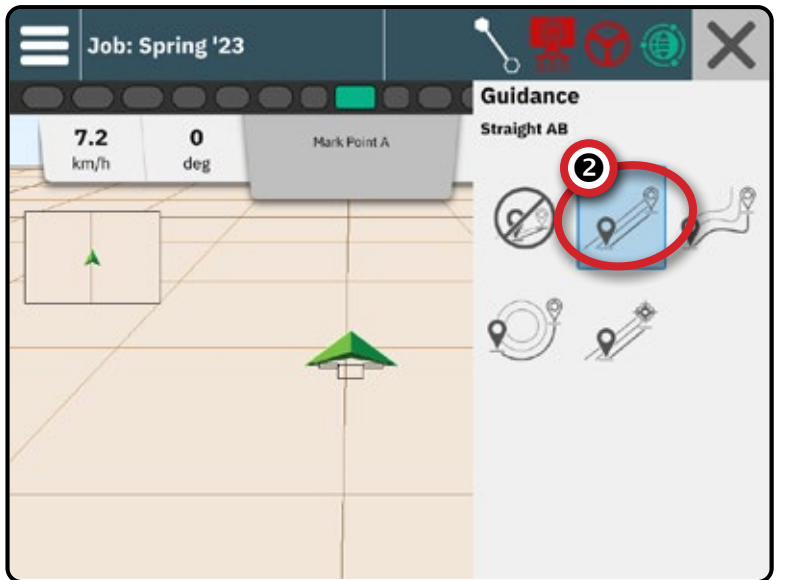 Job: Spring '23
7.2
km/h
0
deg
Mark Point A
Guidance
Straight AB
2